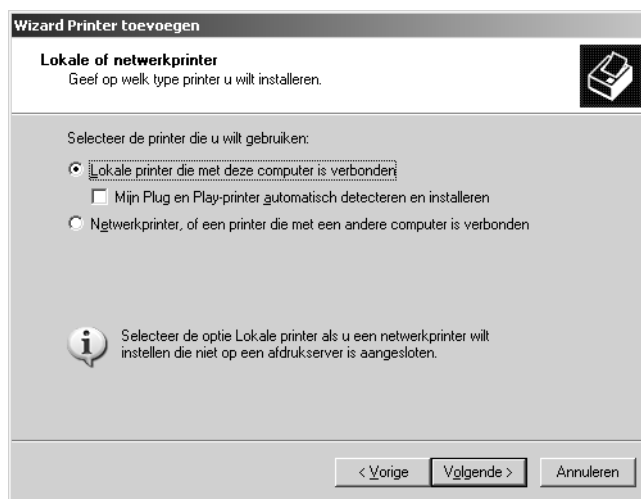 Wizard Printer toevoegen
Lokale of netwerkprinter
Geef op welk type printer u wilt installeren.
Selecteer de printer die u wilt gebruiken:
Lokale printer die met deze computer is verbonden
Mijn Plug en Play-printer automatisch detecteren en installeren
Netwerkprinter, of een printer die met een andere computer is verbonden
Selecteer de optie Lokale printer als u een netwerkprinter wilt
instellen die niet op een afdrukserver is aangesloten.
< Vorige Volgende > Annuleren